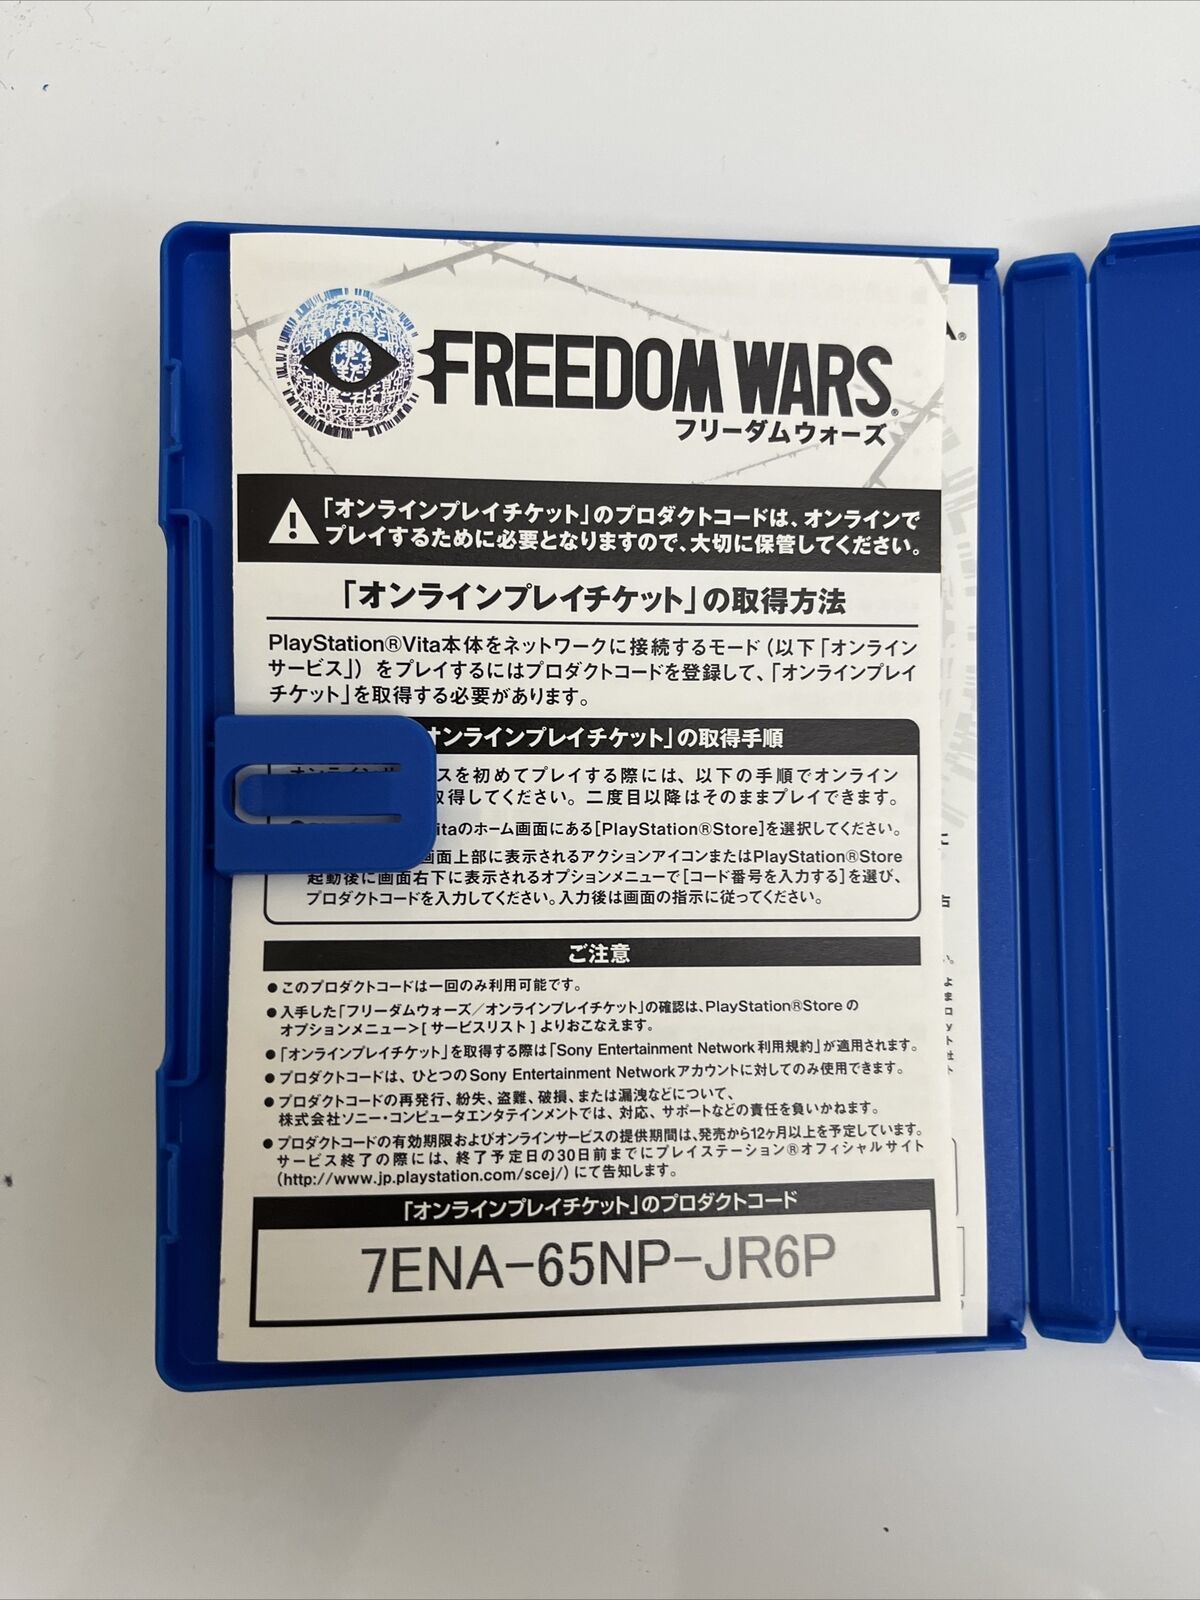 FREEDOM WARS®
フリーダムウォーズ
「オンラインプレイチケット」のプロダクトコードは、オンラインで
プレイするために必要となりますので、大切に保管してください。
「オンラインプレイチケット」の取得方法
PlayStation®Vita本体をネットワークに接続するモード(以下「オンライン
サービス」)をプレイするにはプロダクトコードを登録して、「オンラインプレイ
チケット」を取得する必要があります。
オンラインプレイチケット」の取得手順
スを初めてプレイする際には、以下の手順でオンライン
取得してください。二度目以降はそのままプレイできます。
itaのホーム画面にある[PlayStation®Store]を選択してください。
画面上部に表示されるアクションアイコンまたはPlayStation®Store
起動後に画面右下に表示されるオプションメニューで[コード番号を入力する]を選び、
プロダクトコードを入力してください。入力後は画面の指示に従ってください。
ご注意
●このプロダクトコードは一回のみ利用可能です。
●入手した「フリーダムウォーズ/オンラインプレイチケット」の確認は、PlayStation®Storeの
オプションメニュー>[サービスリスト]よりおこなえます。
●「オンラインプレイチケット」を取得する際は「Sony Entertainment Network利用規約」が適用されます。
●プロダクトコードは、ひとつのSony Entertainment Networkアカウントに対してのみ使用できます。
●プロダクトコードの再発行、紛失、盗難、破損、または漏洩などについて、
株式会社ソニー・コンピュータエンタテインメントでは、対応、サポートなどの責任を負いかねます。
●プロダクトコードの有効期限およびオンラインサービスの提供期間は、発売から12ヶ月以上を予定しています。
サービス終了の際には、終了予定日の30日前までにプレイステーション®オフィシャルサイト
(http://www.jp.playstation.com/scej/)にて告知します。
「オンラインプレイチケット」のプロダクトコード
7ENA-65NP-JR6P